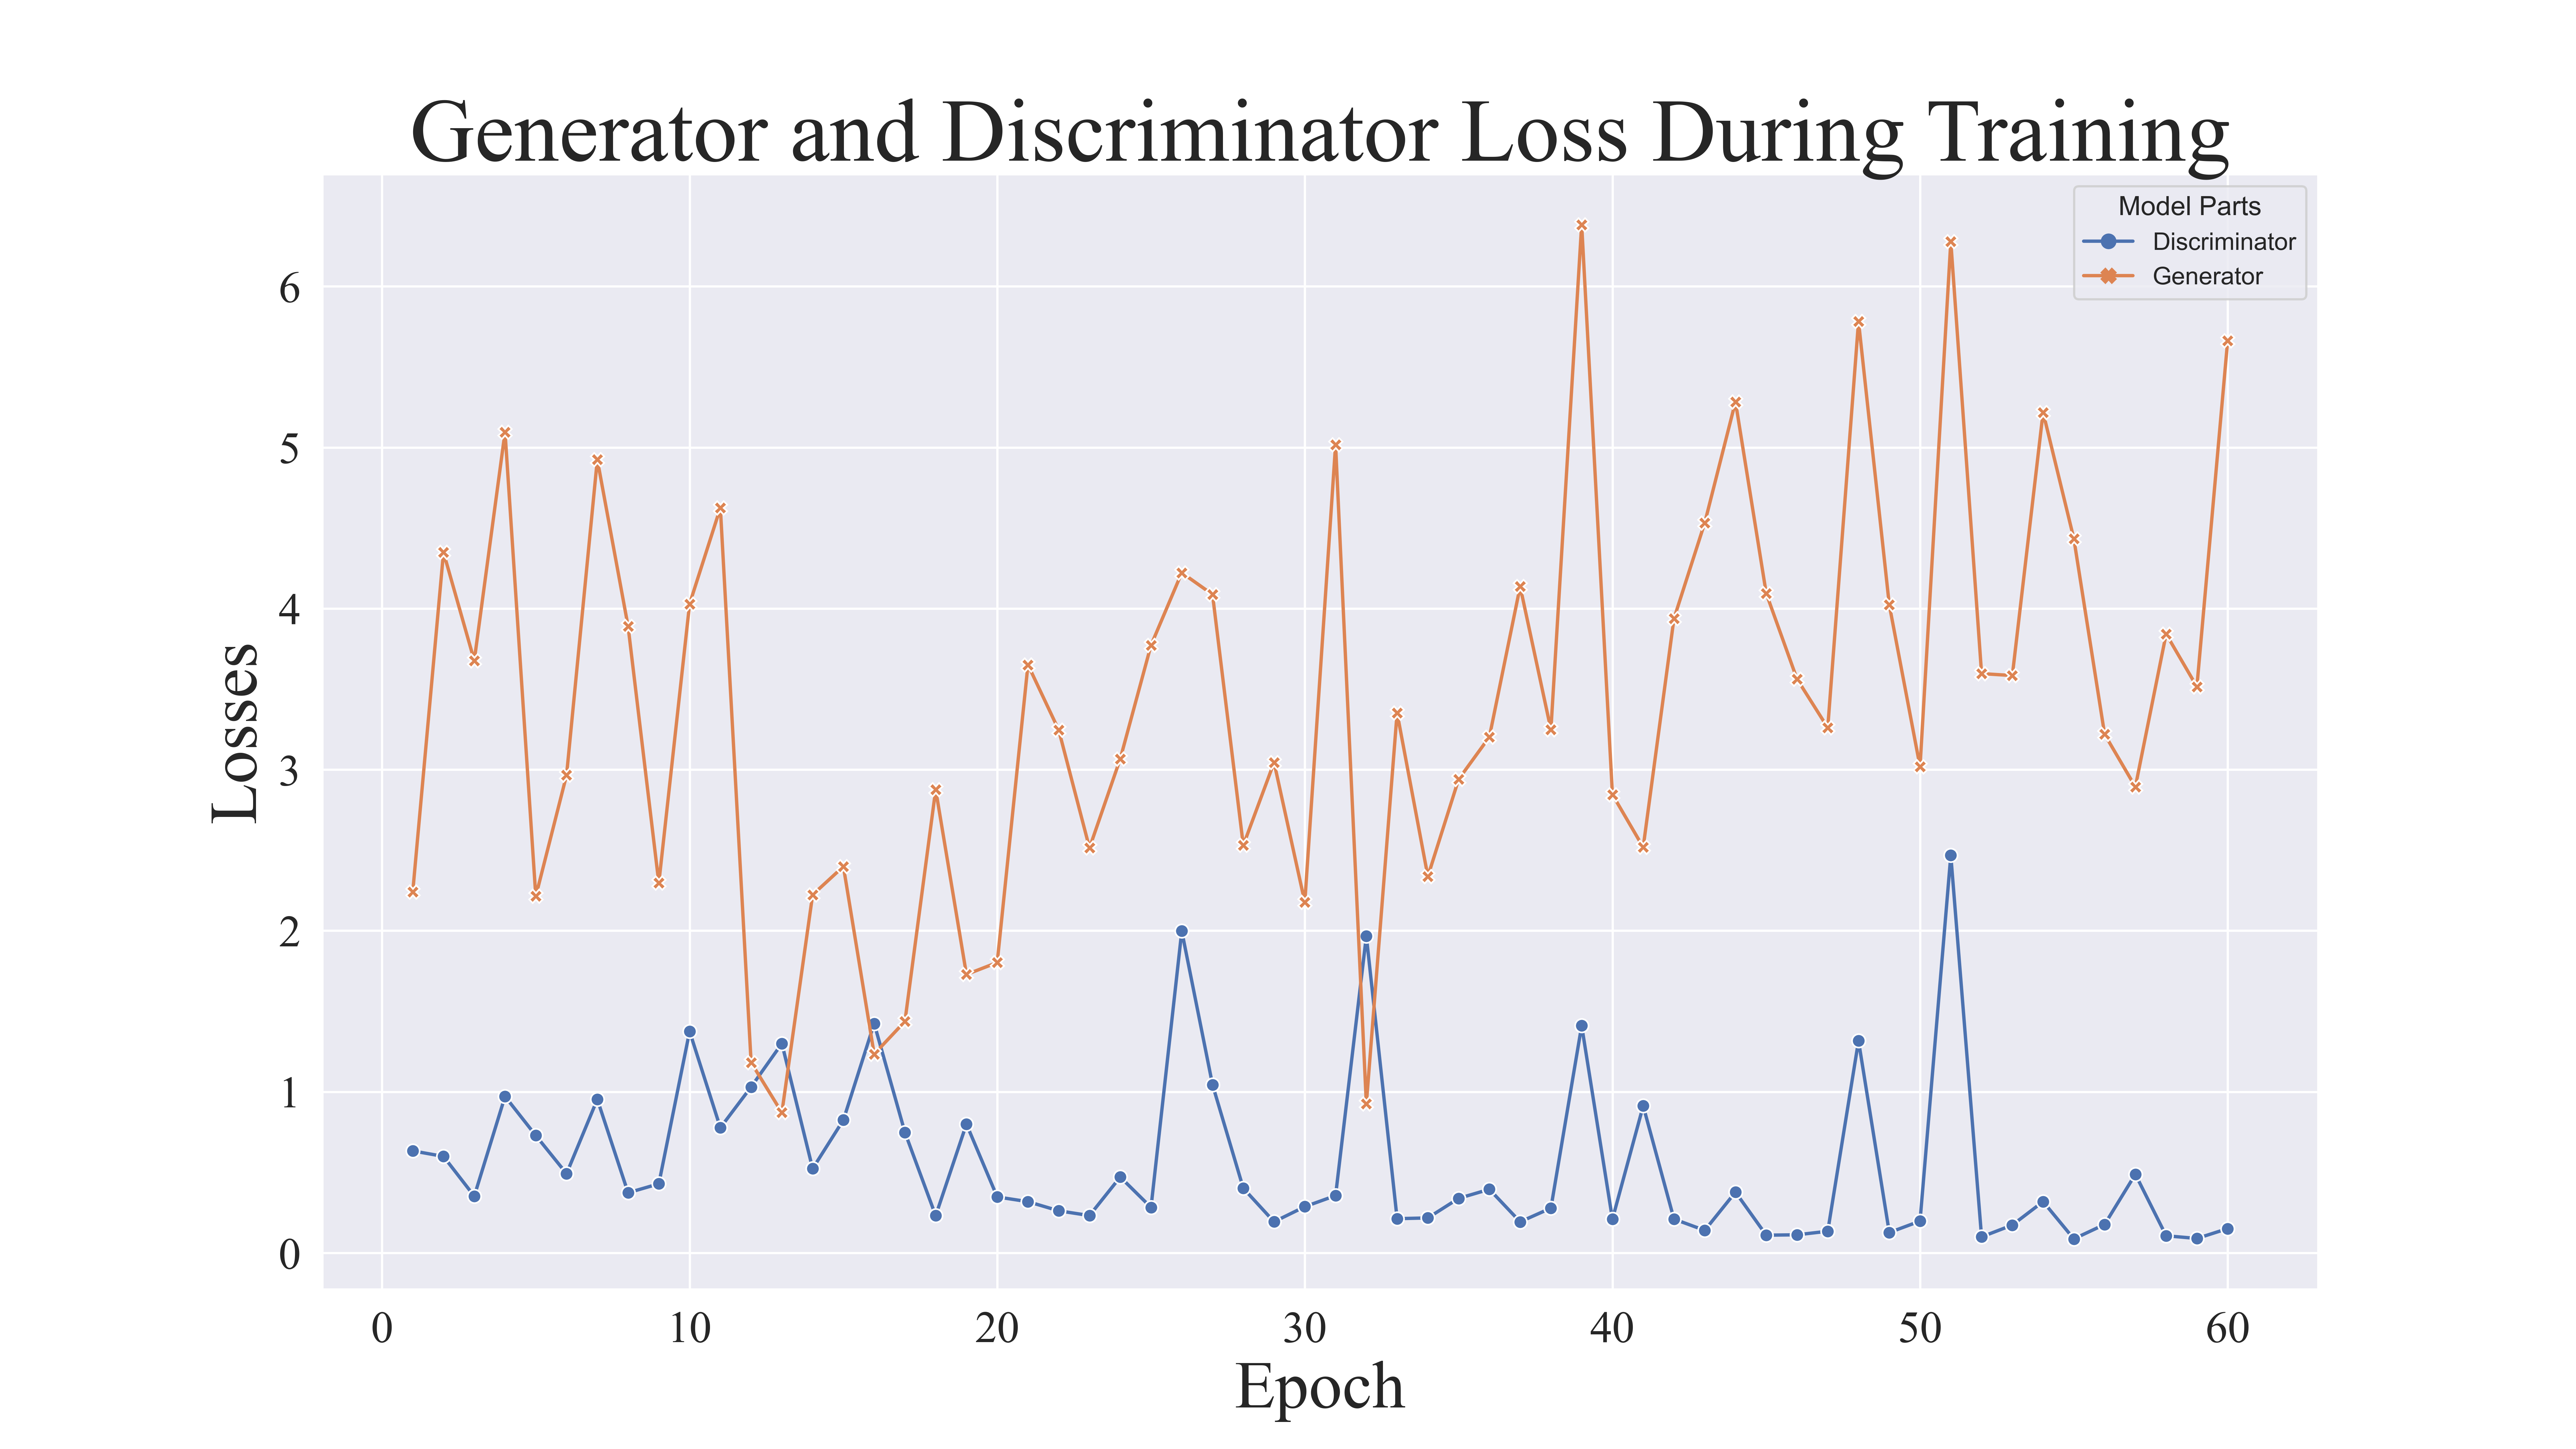 Generator and Discriminator Loss During Training
Model Parts
Discriminator
Generator
6
5
4
3
2
1
0
Losses
0 10 20 30 40 50 60
Epoch